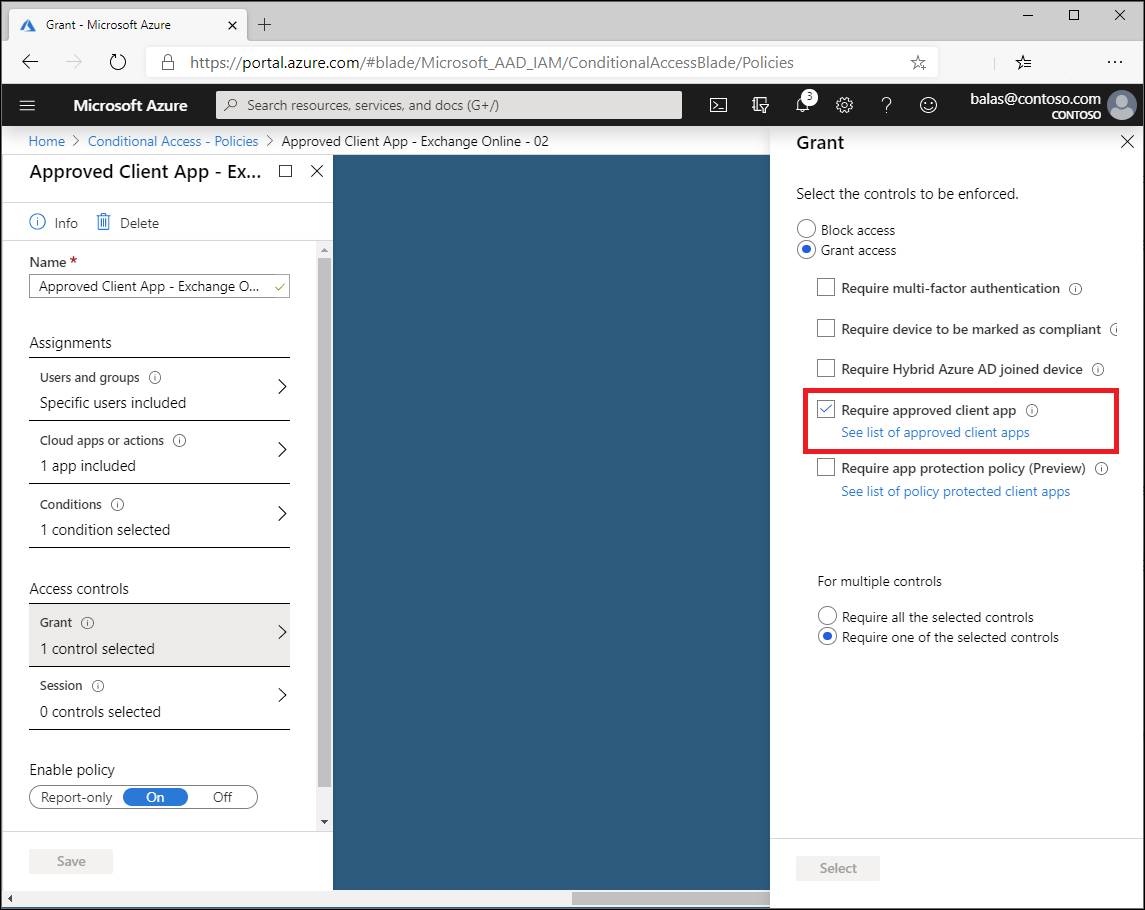 Grant - Microsoft Azure
https://portal.azure.com/#blade/Microsoft_AAD_IAM/ConditionalAccessBlade/Policies
Microsoft Azure
Search resources, services, and docs (G+/)
3
?
balas@contoso.com
CONTOSO
Home > Conditional Access - Policies > Approved Client App - Exchange Online - 02
Approved Client App - Ex...
Info
Delete
Name *
Approved Client App - Exchange O...
Assignments
Users and groups
Specific users included
Cloud apps or actions
1 app included
Conditions
1 condition selected
Access controls
Grant
1 control selected
Session
0 controls selected
Enable policy
Report-only On Off
Save
Grant
Select the controls to be enforced.
Block access
Grant access
Require multi-factor authentication
Require device to be marked as compliant
Require Hybrid Azure AD joined device
Require approved client app
See list of approved client apps
Require app protection policy (Preview)
See list of policy protected client apps
For multiple controls
Require all the selected controls
Require one of the selected controls
Select